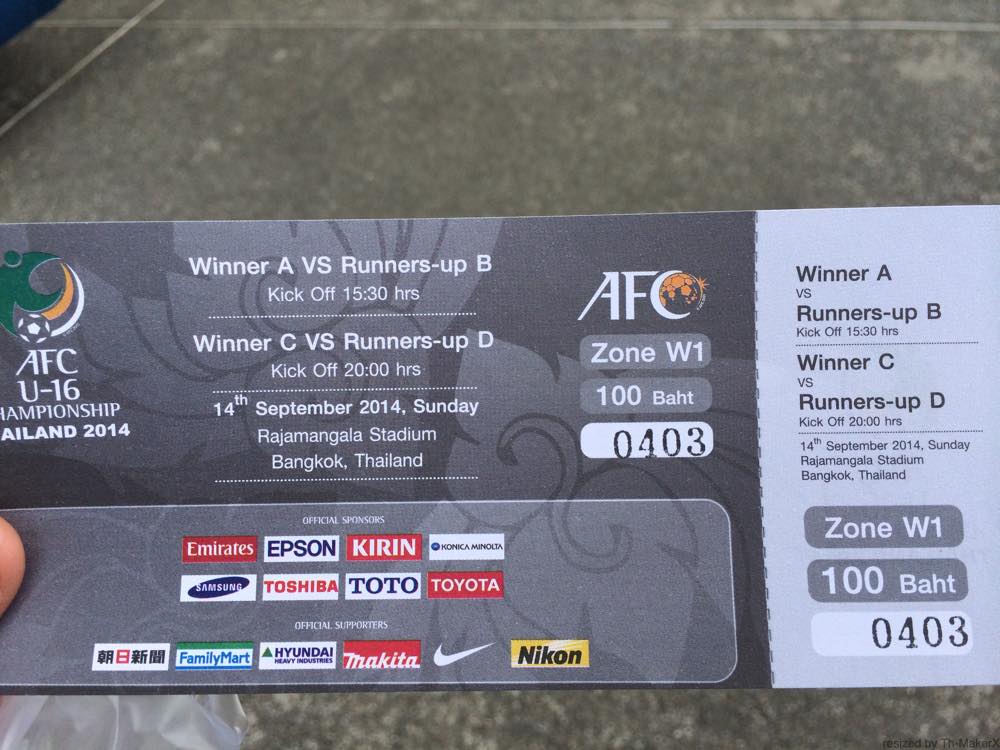 AFC
U-16
HAMPIONSHIP
AILAND 2014
Winner A VS Runners-up B
Kick Off 15:30 hrs
Winner C VS Runners-up D
Kick Off 20:00 hrs
14th September 2014, Sunday
Rajamangala Stadium
Bangkok, Thailand
AFC
Zone W1
100 Baht
0403
OFFICIAL SPONSORS
Emirates EPSON KIRIN KONICA MINOLTA
SAMSUNG TOSHIBA TOTO TOYOTA
OFFICIAL SUPPORTERS
朝日新聞 FamilyMart HYUNDAI HEAVY INDUSTRIES makita Nikon
Winner A
VS
Runners-up B
Kick Off 15:30 hrs
Winner C
VS
Runners-up D
Kick Off 20:00 hrs
14th September 2014, Sunday
Rajamangala Stadium
Bangkok, Thailand
Zone W1
100 Baht
0403
resized by Th-Makack